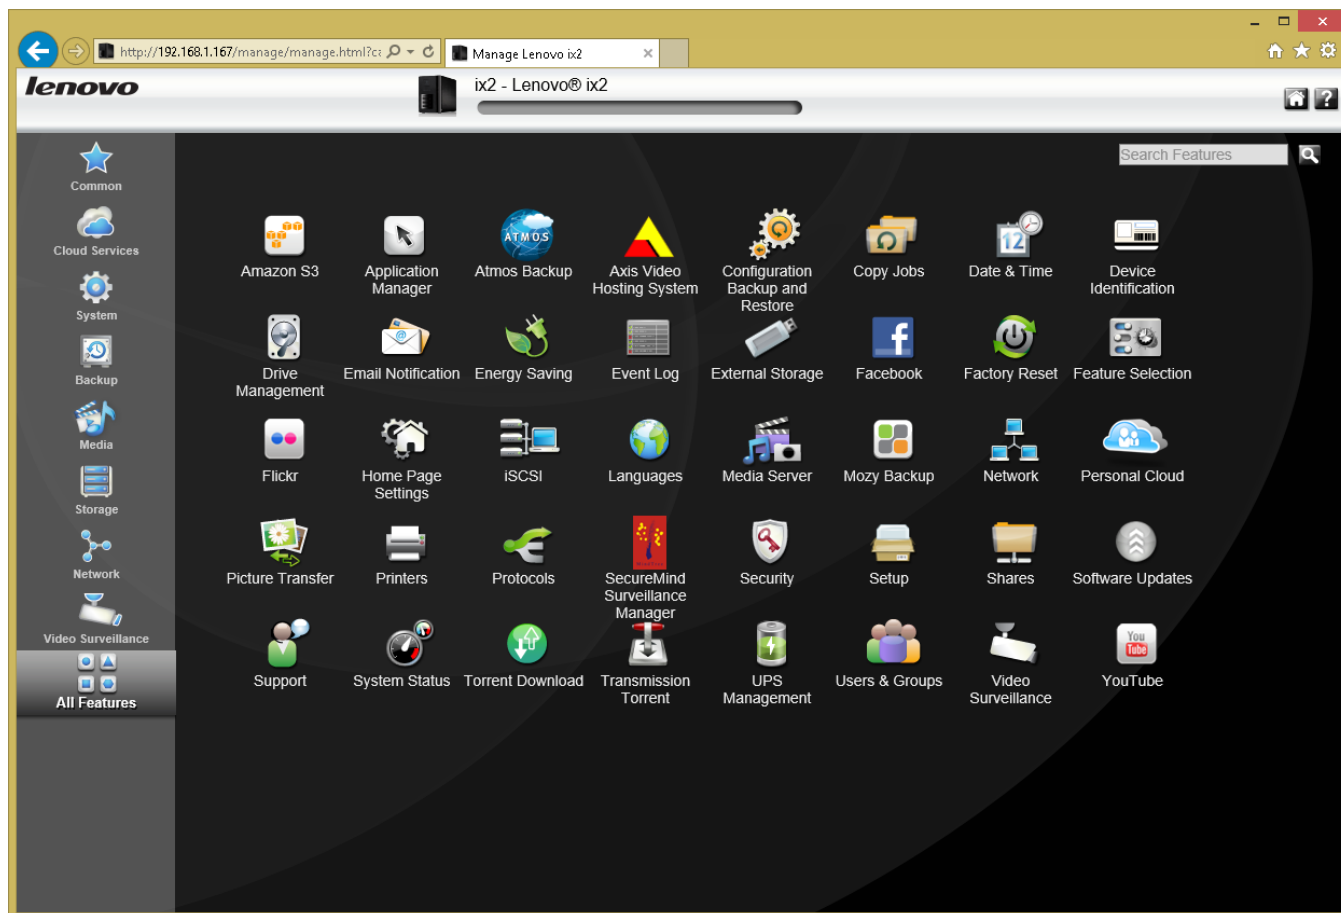 http://192.168.1.167/manage/manage.html?ca
Manage Lenovo ix2
lenovo
ix2 - Lenovo® ix2
?
Search Features
Common
Cloud Services
System
Backup
Media
Storage
Network
Video Surveillance
All Features
Amazon S3
Application
Manager
ATMOS
Atmos Backup
Axis Video
Hosting System
Configuration
Backup and
Restore
Copy Jobs
12
Date & Time
Device
Identification
Drive
Management
@
Email Notification
Energy Saving
Event Log
External Storage
f
Facebook
Factory Reset
Feature Selection
Flickr
Home Page
Settings
iSCSI
Languages
Media Server
Mozy Backup
Network
Personal Cloud
Picture Transfer
Printers
Protocols
SecureMind
Surveillance
Manager
Security
Setup
Shares
Software Updates
Support
System Status
Torrent Download
Transmission
Torrent
UPS
Management
Users & Groups
Video
Surveillance
You
Tube
YouTube